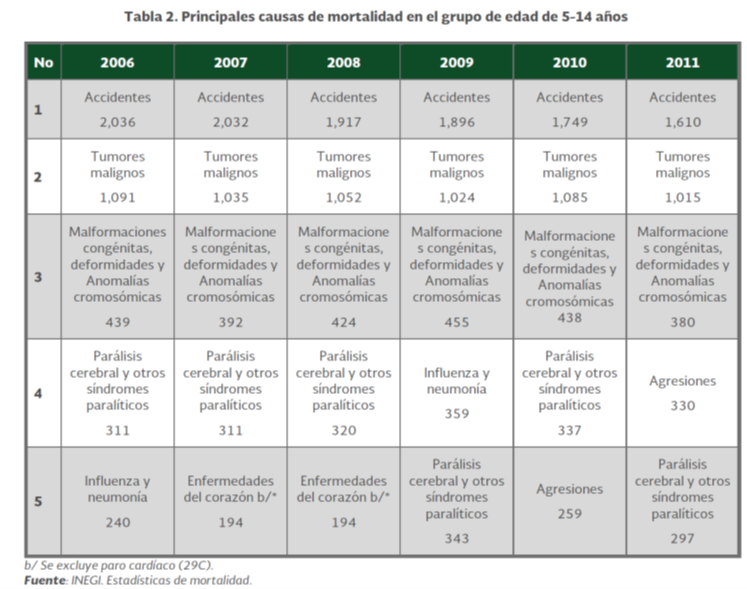 Tabla 2. Principales causas de mortalidad en el grupo de edad de 5-14 años
No 2006 2007 2008 2009 2010 2011
1
Accidentes
2,036
Accidentes
2,032
Accidentes
1,917
Accidentes
1,896
Accidentes
1,749
Accidentes
1,610
2
Tumores
malignos
1,091
Tumores
malignos
1,035
Tumores
malignos
1,052
Tumores
malignos
1,024
Tumores
malignos
1,085
Tumores
malignos
1,015
3
Malformaciones
congénitas,
deformidades y
Anomalías
cromosómicas
439
Malformacione
s congénitas,
deformidades y
Anomalías
cromosómicas
392
Malformacione
s congénitas,
deformidades y
Anomalías
cromosómicas
424
Malformacione
s congénitas,
deformidades y
Anomalías
cromosómicas
455
Malformacione
s congénitas,
deformidades y
Anomalías
cromosómicas
438
Malformacione
s congénitas,
deformidades y
Anomalías
cromosómicas
380
4
Parálisis
cerebral y otros
síndromes
paralíticos
311
Parálisis
cerebral y otros
síndromes
paralíticos
311
Parálisis
cerebral y otros
síndromes
paralíticos
320
Influenza y
neumonía
359
Parálisis
cerebral y otros
síndromes
paralíticos
337
Agresiones
330
5
Influenza y
neumonía
240
Enfermedades
del corazón b/*
194
Enfermedades
del corazón b/*
194
Parálisis
cerebral y otros
síndromes
paralíticos
343
Agresiones
259
Parálisis
cerebral y otros
síndromes
paralíticos
297
b/ Se excluye paro cardíaco (29C).
Fuente: INEGI. Estadísticas de mortalidad.